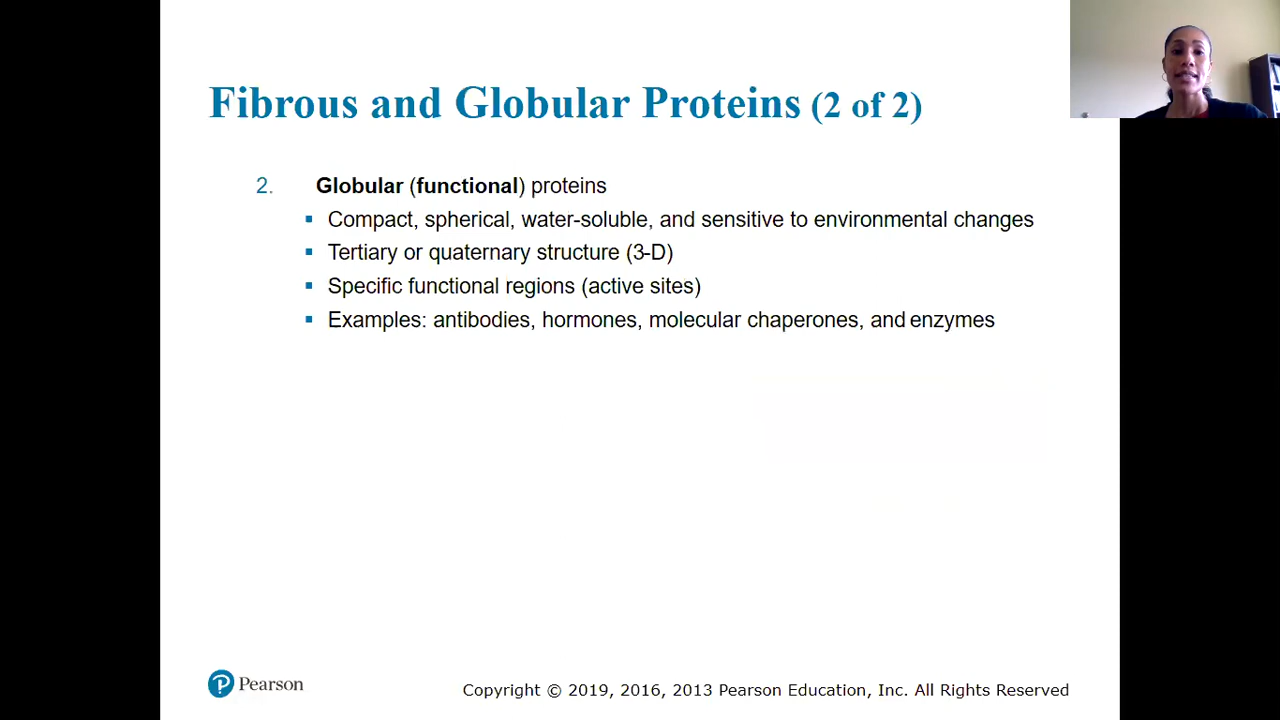 Fibrous and Globular Proteins (2 of 2)
2. Globular (functional) proteins
▪ Compact, spherical, water-soluble, and sensitive to environmental changes
▪ Tertiary or quaternary structure (3-D)
▪ Specific functional regions (active sites)
▪ Examples: antibodies, hormones, molecular chaperones, and enzymes
Pearson
Copyright © 2019, 2016, 2013 Pearson Education, Inc. All Rights Reserved